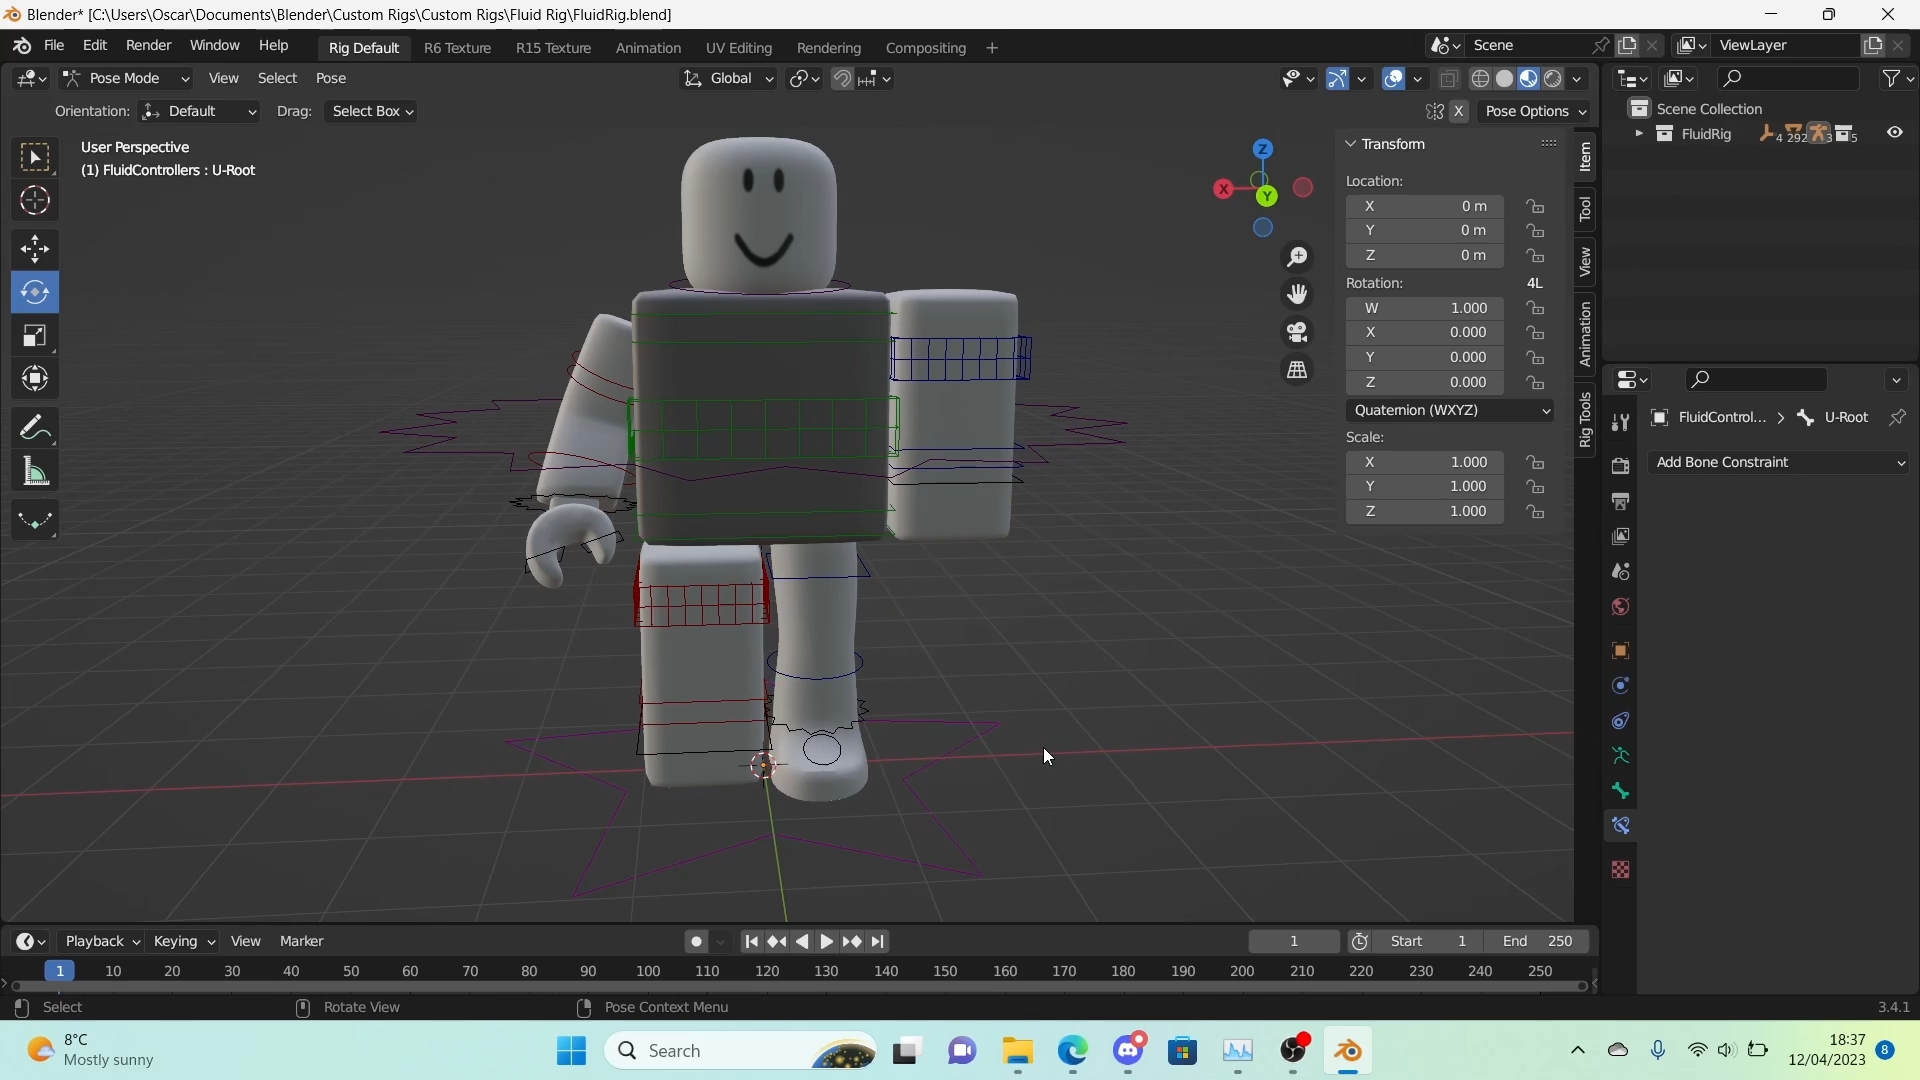 Blender* [C:\Users\Oscar\Documents\Blender\Custom Rigs\Custom Rigs\Fluid Rig\FluidRig.blend]
File Edit Render Window Help Rig Default R6 Texture R15 Texture Animation UV Editing Rendering Compositing + Scene ViewLayer
Pose Mode View Select Pose Global
Orientation: Default Drag: Select Box X Pose Options
User Perspective
(1) FluidControllers : U-Root
Z
X
Y
Transform
Location:
X 0 m
Y 0 m
Z 0 m
Rotation: 4L
W 1.000
X 0.000
Y 0.000
Z 0.000
Quaternion (WXYZ)
Scale:
X 1.000
Y 1.000
Z 1.000
Item
Tool
View
Animation
Rig Tools
Scene Collection
FluidRig 4 292 3 5
FluidControl... U-Root
Add Bone Constraint
Playback Keying View Marker 1 Start 1 End 250
1 10 20 30 40 50 60 70 80 90 100 110 120 130 140 150 160 170 180 190 200 210 220 230 240 250
Select Rotate View Pose Context Menu 3.4.1
8°C
Mostly sunny
Search
18:37
12/04/2023
8